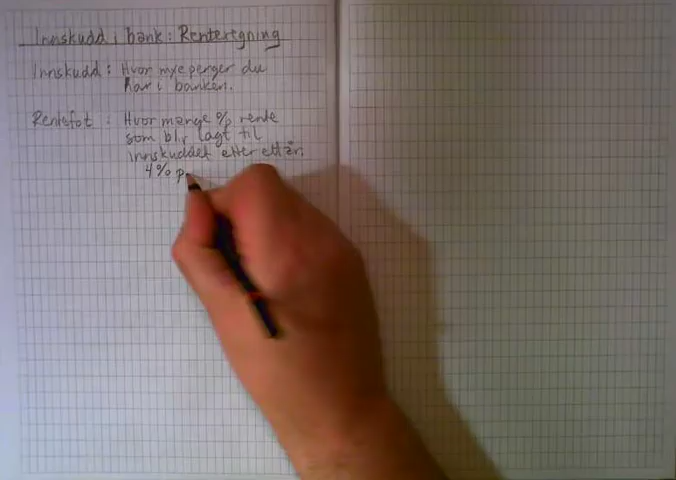 Innskudd i bank: Renteregning
Innskudd: Hvor mye penger du
har i banken.
Rentefot: Hvor mange % rente
som blir lagt til
innskuddet etter ett år.
4% p